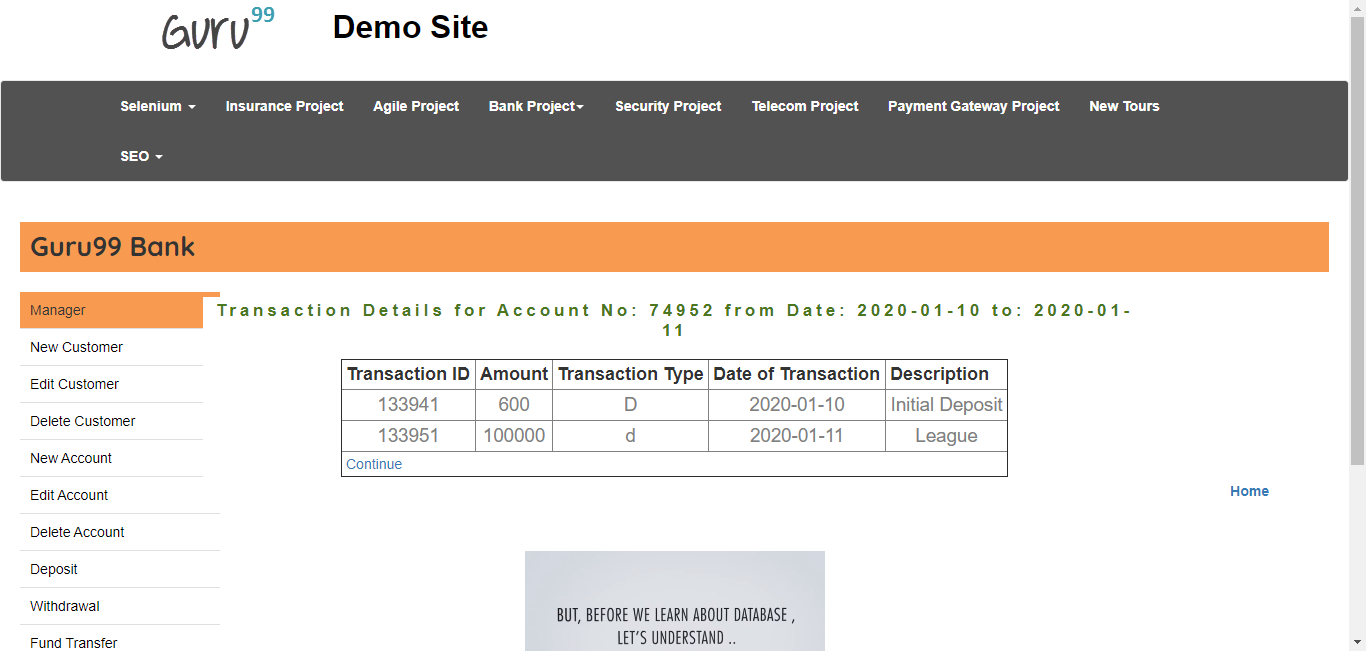 Guru99 Demo Site
Selenium Insurance Project Agile Project Bank Project Security Project Telecom Project Payment Gateway Project New Tours
SEO
Guru99 Bank
Manager
New Customer
Edit Customer
Delete Customer
New Account
Edit Account
Delete Account
Deposit
Withdrawal
Fund Transfer
Transaction Details for Account No: 74952 from Date: 2020-01-10 to: 2020-01-
11
Transaction ID Amount Transaction Type Date of Transaction Description
133941 600 D 2020-01-10 Initial Deposit
133951 100000 d 2020-01-11 League
Continue
Home
BUT, BEFORE WE LEARN ABOUT DATABASE ,
LET'S UNDERSTAND ..